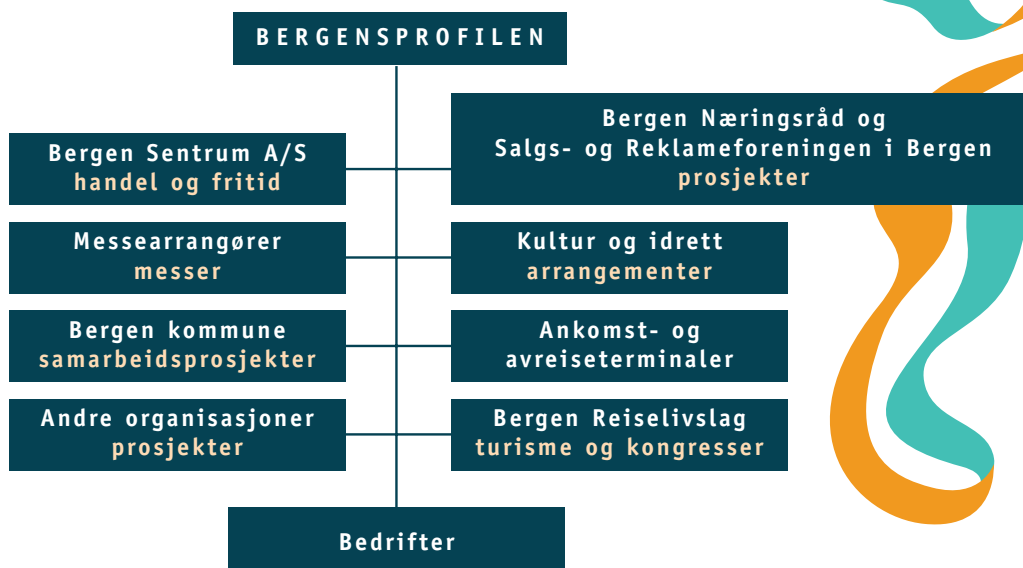 BERGENSPROFILEN
Bergen Sentrum A/S
handel og fritid
Bergen Næringsråd og
Salgs- og Reklameforeningen i Bergen
prosjekter
Messearrangører
messer
Kultur og idrett
arrangementer
Bergen kommune
samarbeidsprosjekter
Ankomst- og
avreiseterminaler
Andre organisasjoner
prosjekter
Bergen Reiselivslag
turisme og kongresser
Bedrifter